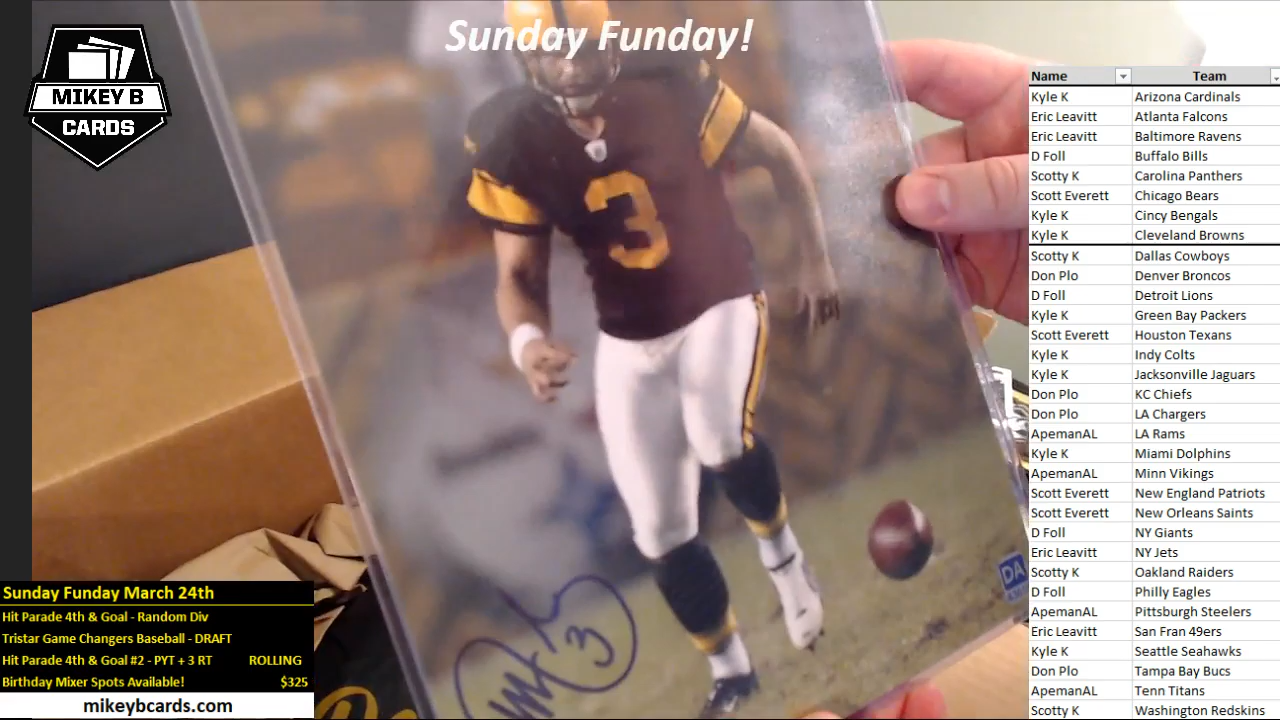 Sunday Funday!
MIKEY B
CARDS
3
3
DA
Name Team
Kyle K Arizona Cardinals
Eric Leavitt Atlanta Falcons
Eric Leavitt Baltimore Ravens
D Foll Buffalo Bills
Scotty K Carolina Panthers
Scott Everett Chicago Bears
Kyle K Cincy Bengals
Kyle K Cleveland Browns
Scotty K Dallas Cowboys
Don Plo Denver Broncos
D Foll Detroit Lions
Kyle K Green Bay Packers
Scott Everett Houston Texans
Kyle K Indy Colts
Kyle K Jacksonville Jaguars
Don Plo KC Chiefs
Don Plo LA Chargers
ApemanAL LA Rams
Kyle K Miami Dolphins
ApemanAL Minn Vikings
Scott Everett New England Patriots
Scott Everett New Orleans Saints
D Foll NY Giants
Eric Leavitt NY Jets
Scotty K Oakland Raiders
D Foll Philly Eagles
ApemanAL Pittsburgh Steelers
Eric Leavitt San Fran 49ers
Kyle K Seattle Seahawks
Don Plo Tampa Bay Bucs
ApemanAL Tenn Titans
Scotty K Washington Redskins
Sunday Funday March 24th
Hit Parade 4th & Goal - Random Div
Tristar Game Changers Baseball - DRAFT
Hit Parade 4th & Goal #2 - PYT + 3 RT ROLLING
Birthday Mixer Spots Available! $325
mikeybcards.com